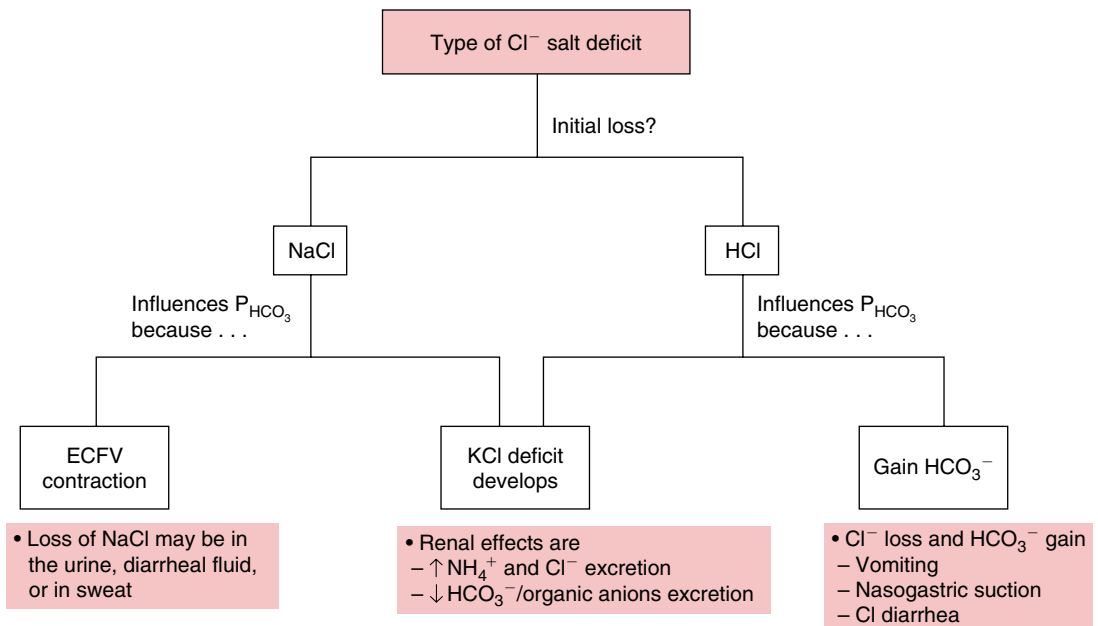 Type of Cl⁻ salt deficit
Initial loss?
NaCl
HCl
Influences P_HCO₃
because . . .
Influences P_HCO₃
because . . .
ECFV
contraction
KCl deficit
develops
Gain HCO₃⁻
• Loss of NaCl may be in
the urine, diarrheal fluid,
or in sweat
• Renal effects are
– ↑ NH₄⁺ and Cl⁻ excretion
– ↓ HCO₃⁻/organic anions excretion
• Cl⁻ loss and HCO₃⁻ gain
– Vomiting
– Nasogastric suction
– Cl diarrhea